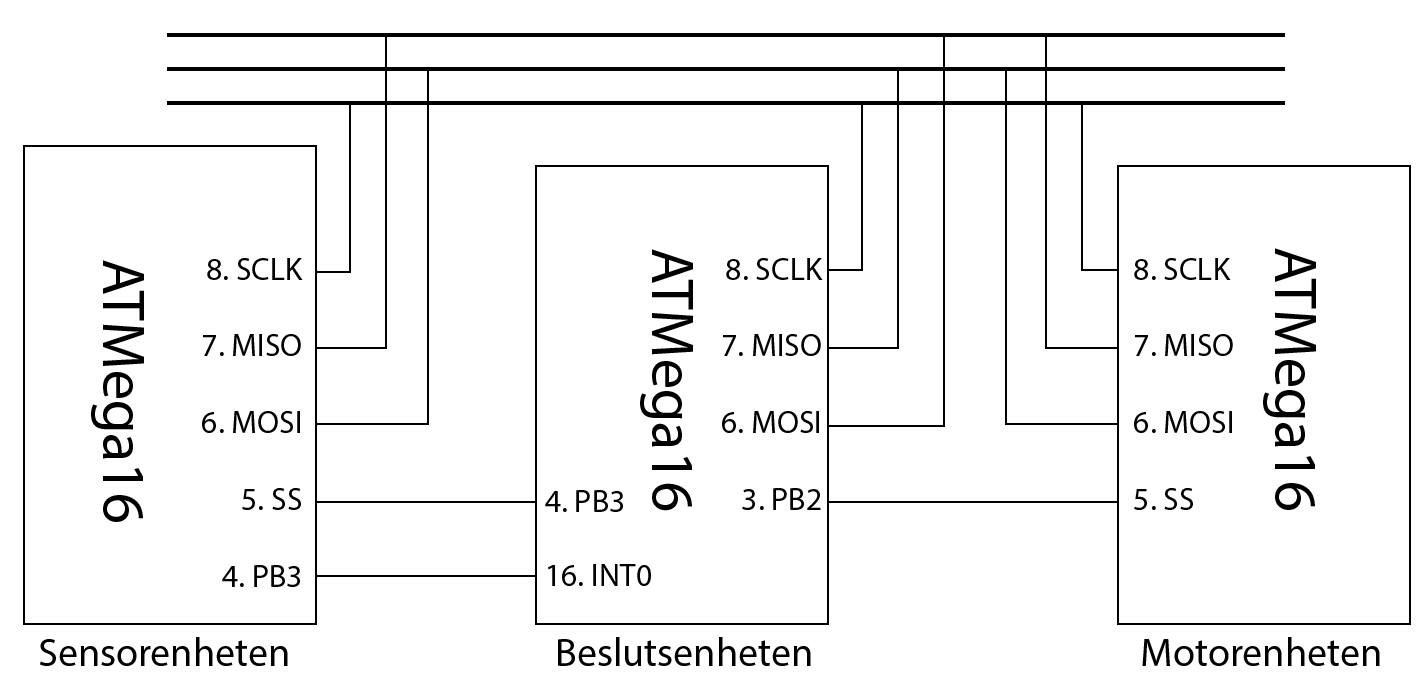 ATMega16
8. SCLK
7. MISO
6. MOSI
5. SS
4. PB3
Sensorenheten
ATMega16
8. SCLK
7. MISO
6. MOSI
4. PB3
3. PB2
16. INT0
Beslutsenheten
8. SCLK
7. MISO
6. MOSI
5. SS
ATMega16
Motorenheten